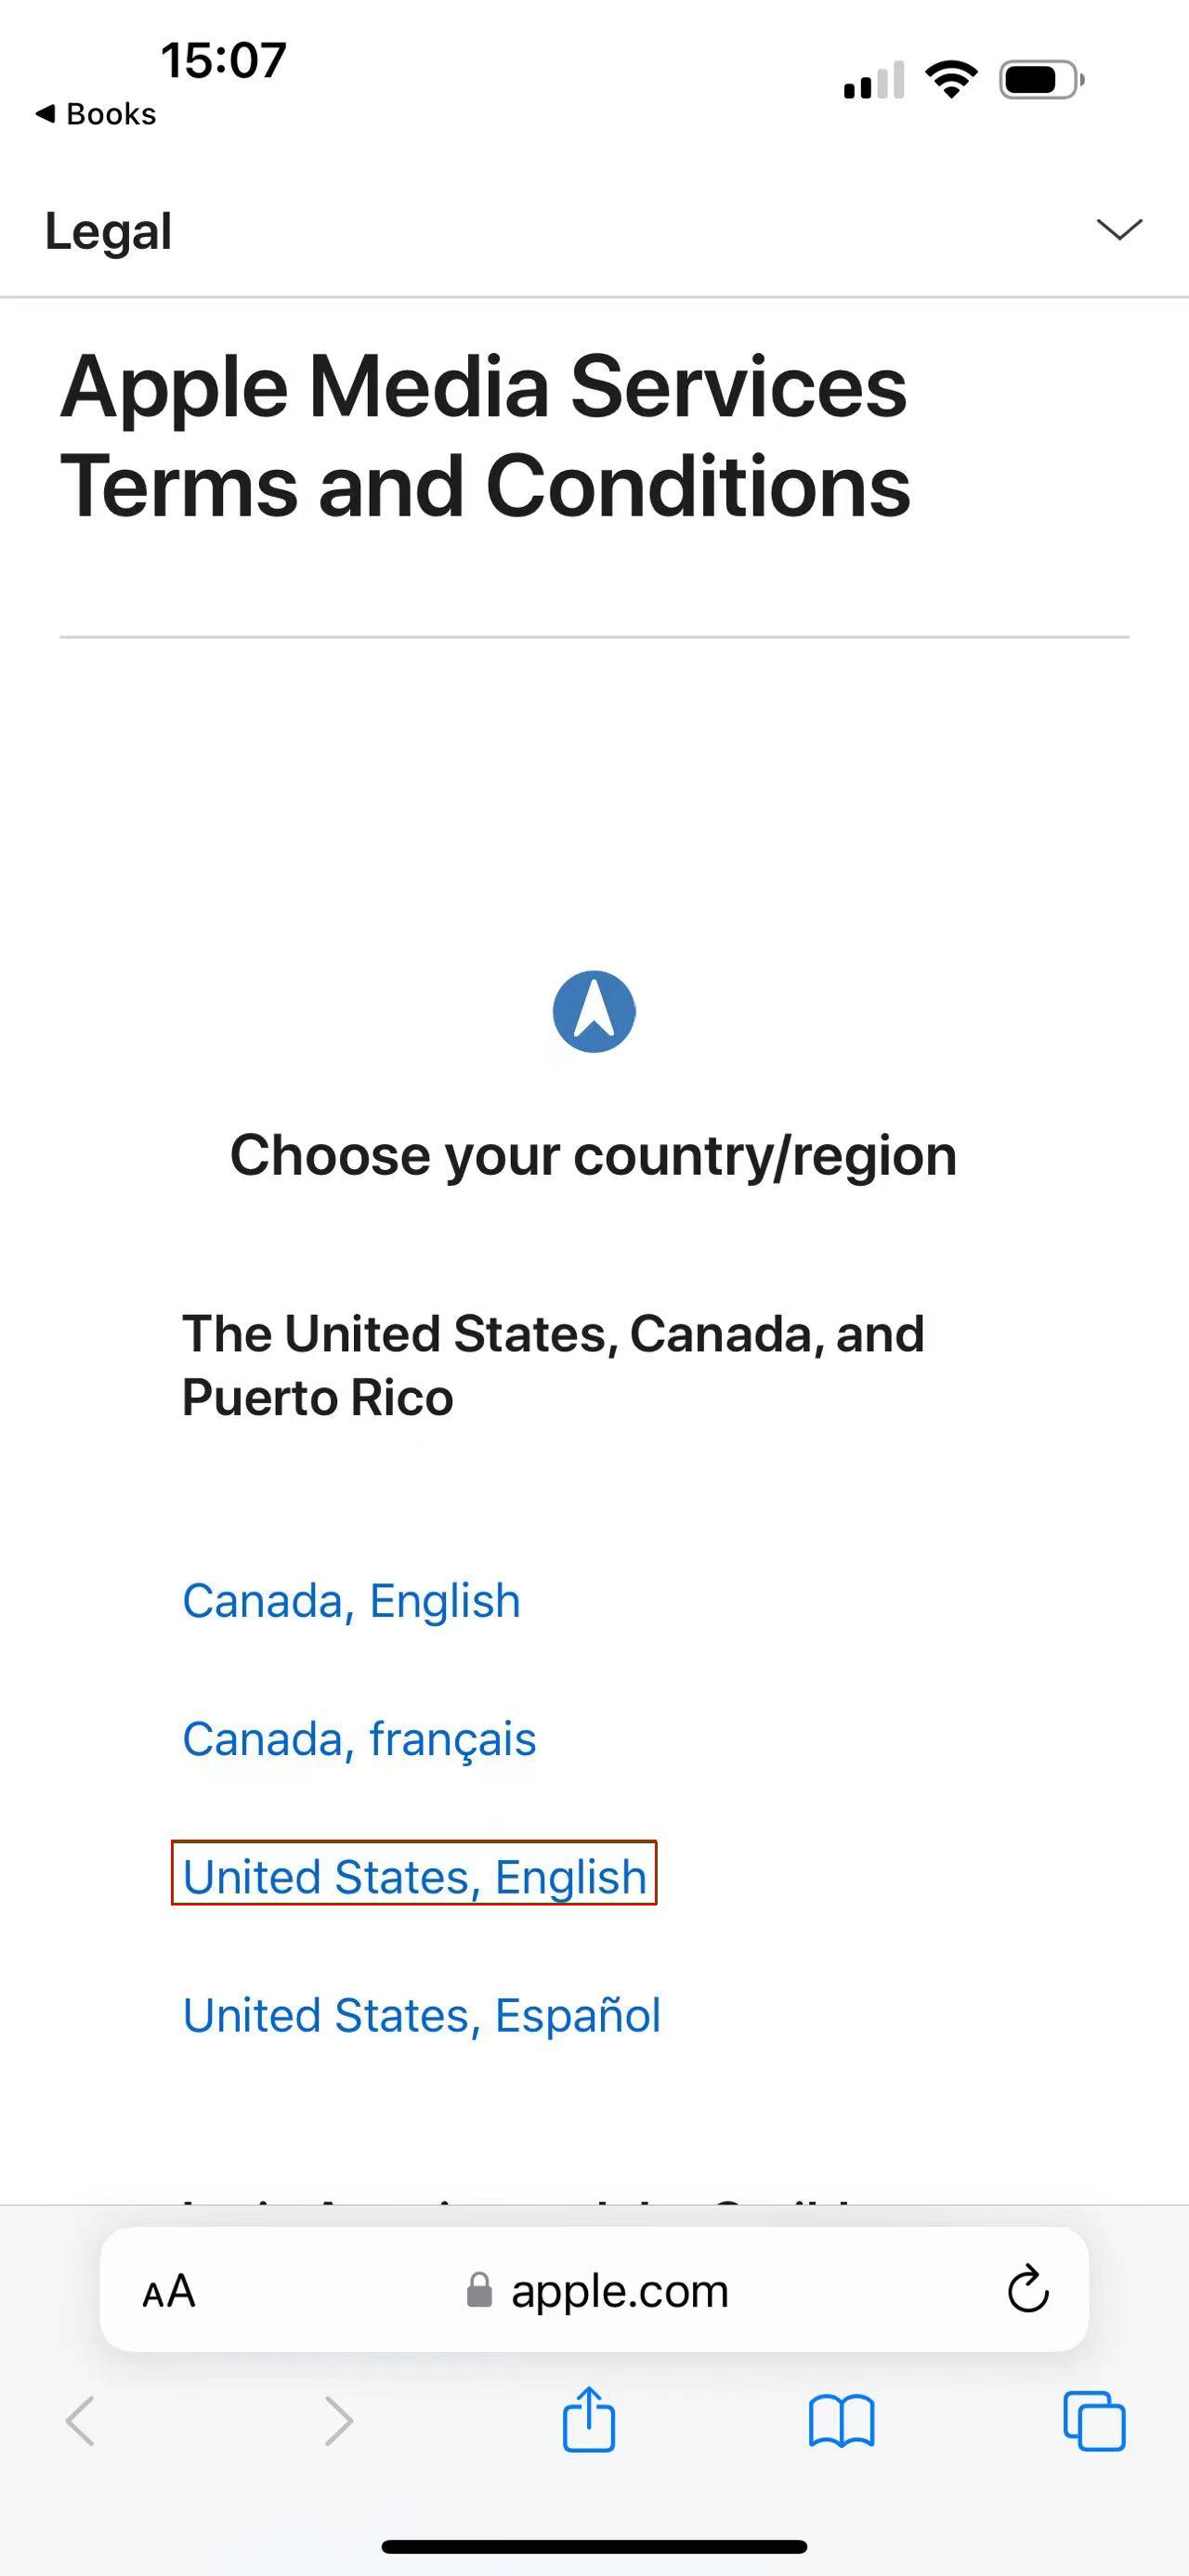 15:07
◀ Books
Legal
Apple Media Services
Terms and Conditions
Choose your country/region
The United States, Canada, and
Puerto Rico
Canada, English
Canada, français
United States, English
United States, Español
AA
apple.com